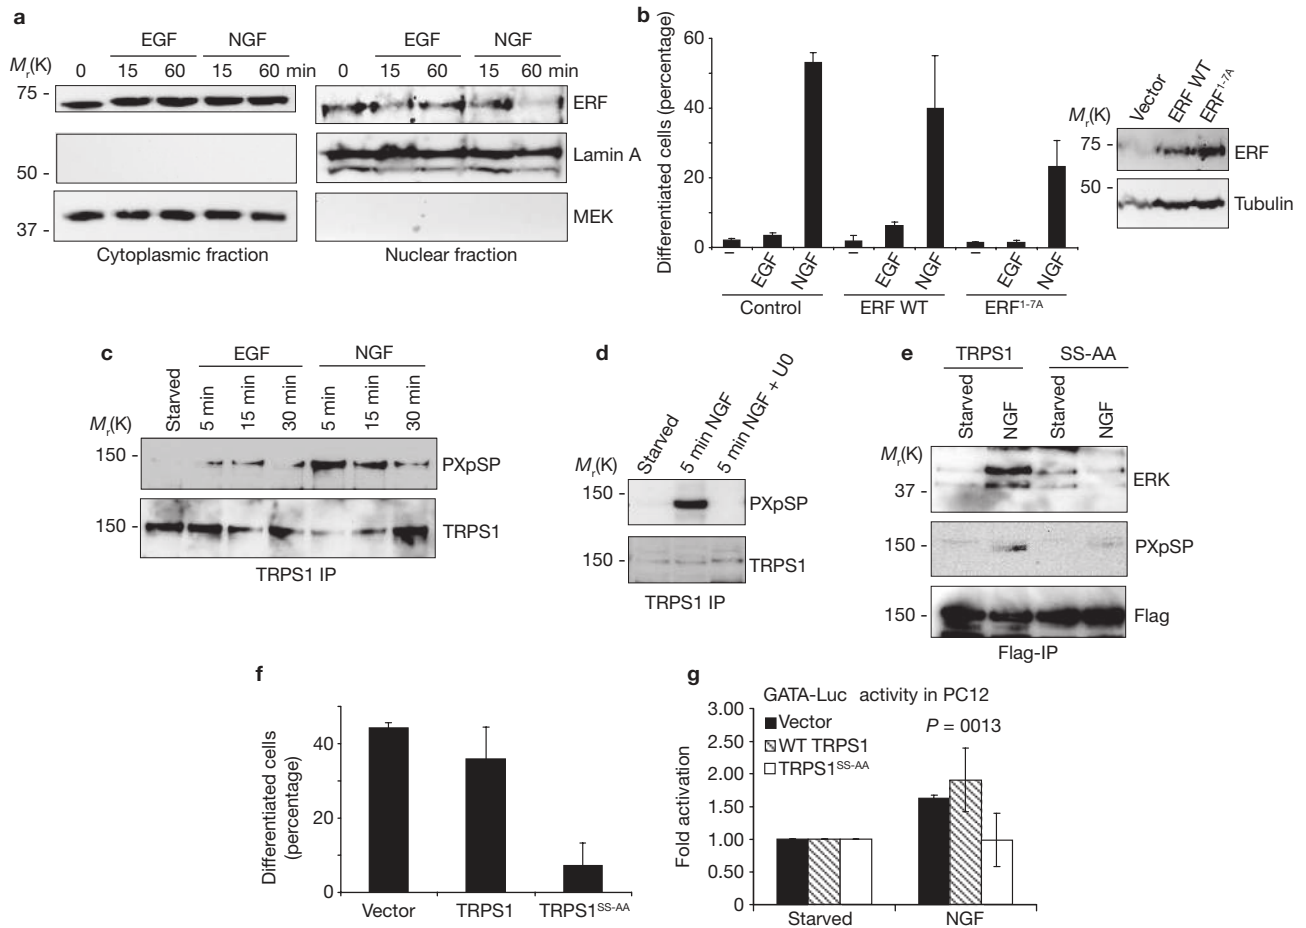 a
EGF NGF EGF NGF
Mr(K) 0 15 60 15 60 min 0 15 60 15 60 min
75 - ERF
50 - Lamin A
37 - MEK
Cytoplasmic fraction Nuclear fraction
b
Differentiated cells (percentage)
60
40
20
0
– EGF NGF – EGF NGF – EGF NGF
Control ERF WT ERF1-7A
Vector ERF WT ERF1-7A
Mr(K)
75 - ERF
50 - Tubulin
c
EGF NGF
Starved 5 min 15 min 30 min 5 min 15 min 30 min
Mr(K)
150 - PXpSP
150 - TRPS1
TRPS1 IP
d
Starved 5 min NGF 5 min NGF + U0
Mr(K)
150 - PXpSP
150 - TRPS1
TRPS1 IP
e
TRPS1 SS-AA
Starved NGF Starved NGF
Mr(K)
37 - ERK
150 - PXpSP
150 - Flag
Flag-IP
f
Differentiated cells
(percentage)
40
20
0
Vector TRPS1 TRPS1SS-AA
g
GATA-Luc activity in PC12
Vector
WT TRPS1
TRPS1SS-AA
P = 0013
Fold activation
3.00
2.50
2.00
1.50
1.00
0.50
0
Starved NGF